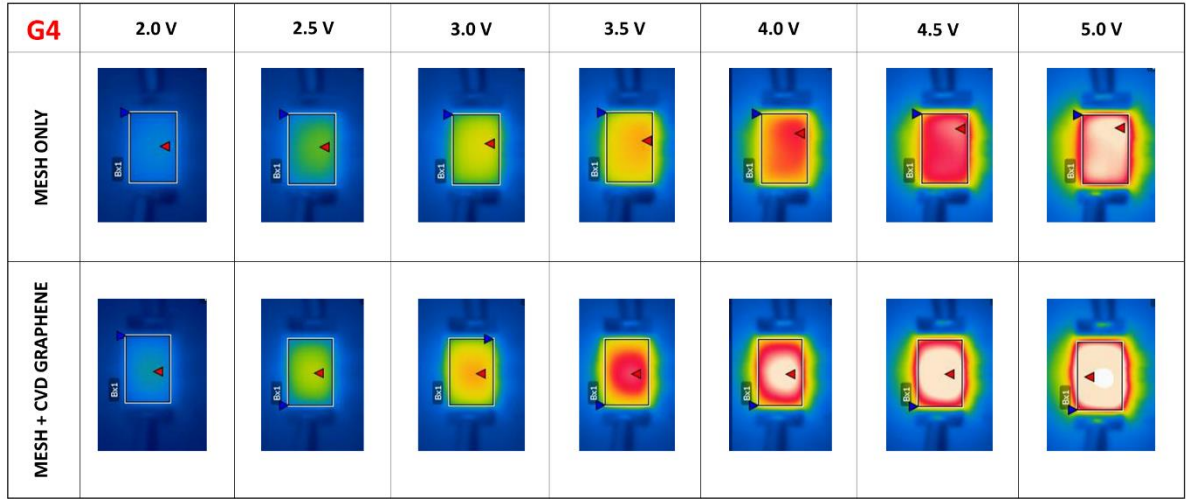 G4 2.0 V 2.5 V 3.0 V 3.5 V 4.0 V 4.5 V 5.0 V
MESH ONLY
Bx1 Bx1 Bx1 Bx1 Bx1 Bx1 Bx1
MESH + CVD GRAPHENE
Bx1 Bx1 Bx1 Bx1 Bx1 Bx1 Bx1